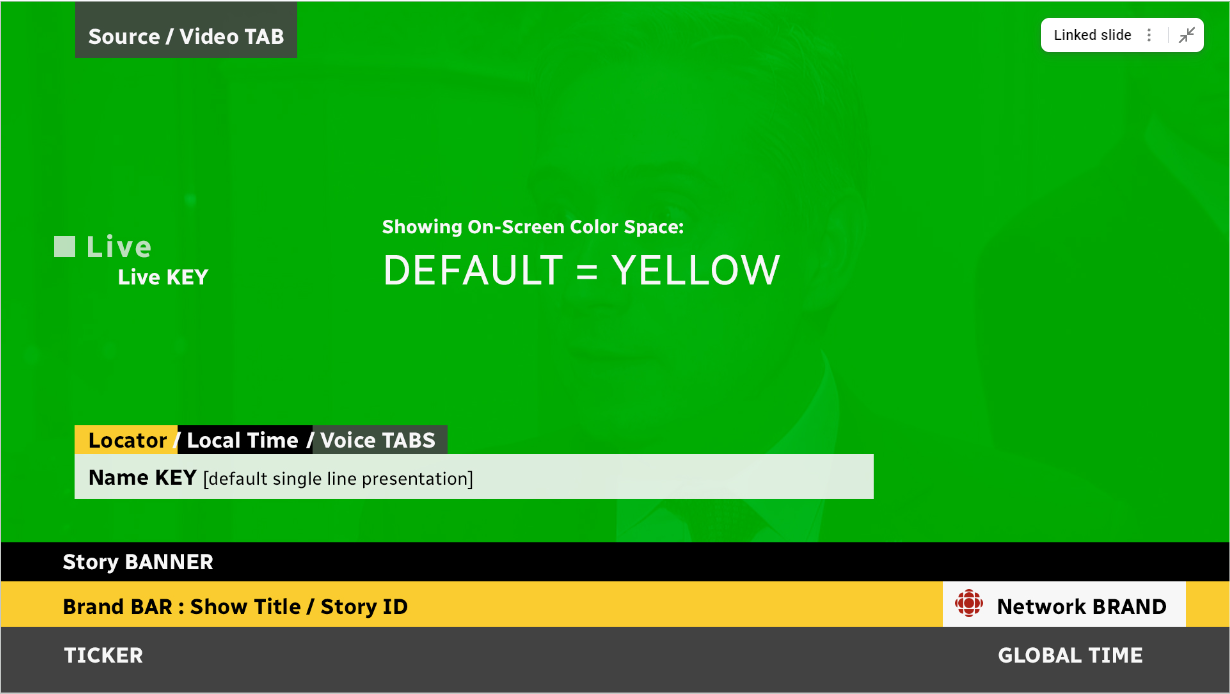 Source / Video TAB
Linked slide
Showing On-Screen Color Space:
Live
DEFAULT = YELLOW
Live KEY
Locator / Local Time / Voice TABS
Name KEY [default single line presentation]
Story BANNER
Brand BAR : Show Title / Story ID
Network BRAND
TICKER
GLOBAL TIME